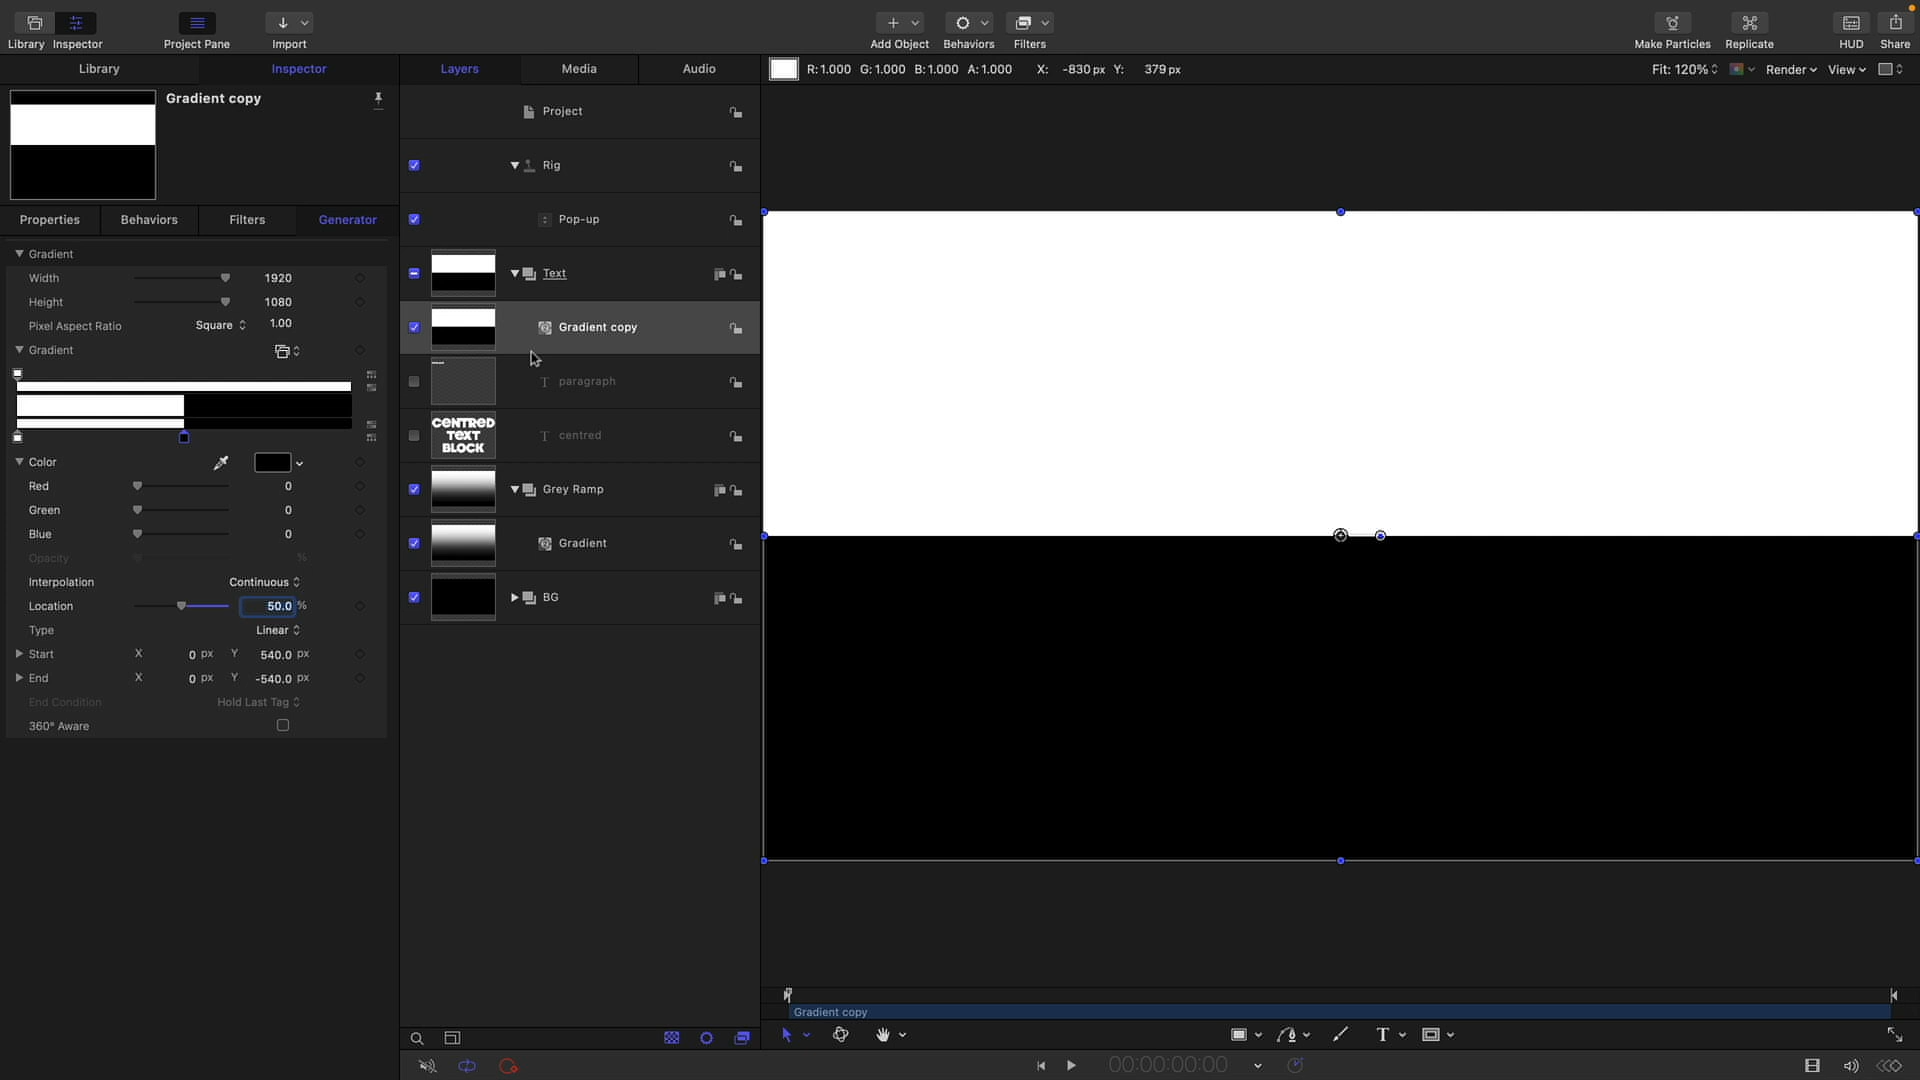 Library Inspector Project Pane Import Add Object Behaviors Filters Make Particles Replicate HUD Share
Library Inspector Layers Media Audio R:1.000 G:1.000 B:1.000 A:1.000 X: -830 px Y: 379 px Fit: 120% Render View
Gradient copy
Project
Rig
Properties Behaviors Filters Generator
Pop-up
Gradient
Width 1920
Text
Height 1080
Pixel Aspect Ratio Square 1.00
Gradient copy
Gradient
paragraph
CENTRED
TEXT
BLOCK
centred
Color
Red 0
Grey Ramp
Green 0
Blue 0
Gradient
Opacity %
Interpolation Continuous
BG
Location 50.0 %
Type Linear
Start X 0 px Y 540.0 px
End X 0 px Y -540.0 px
End Condition Hold Last Tag
360° Aware
Gradient copy
T
00:00:00:00